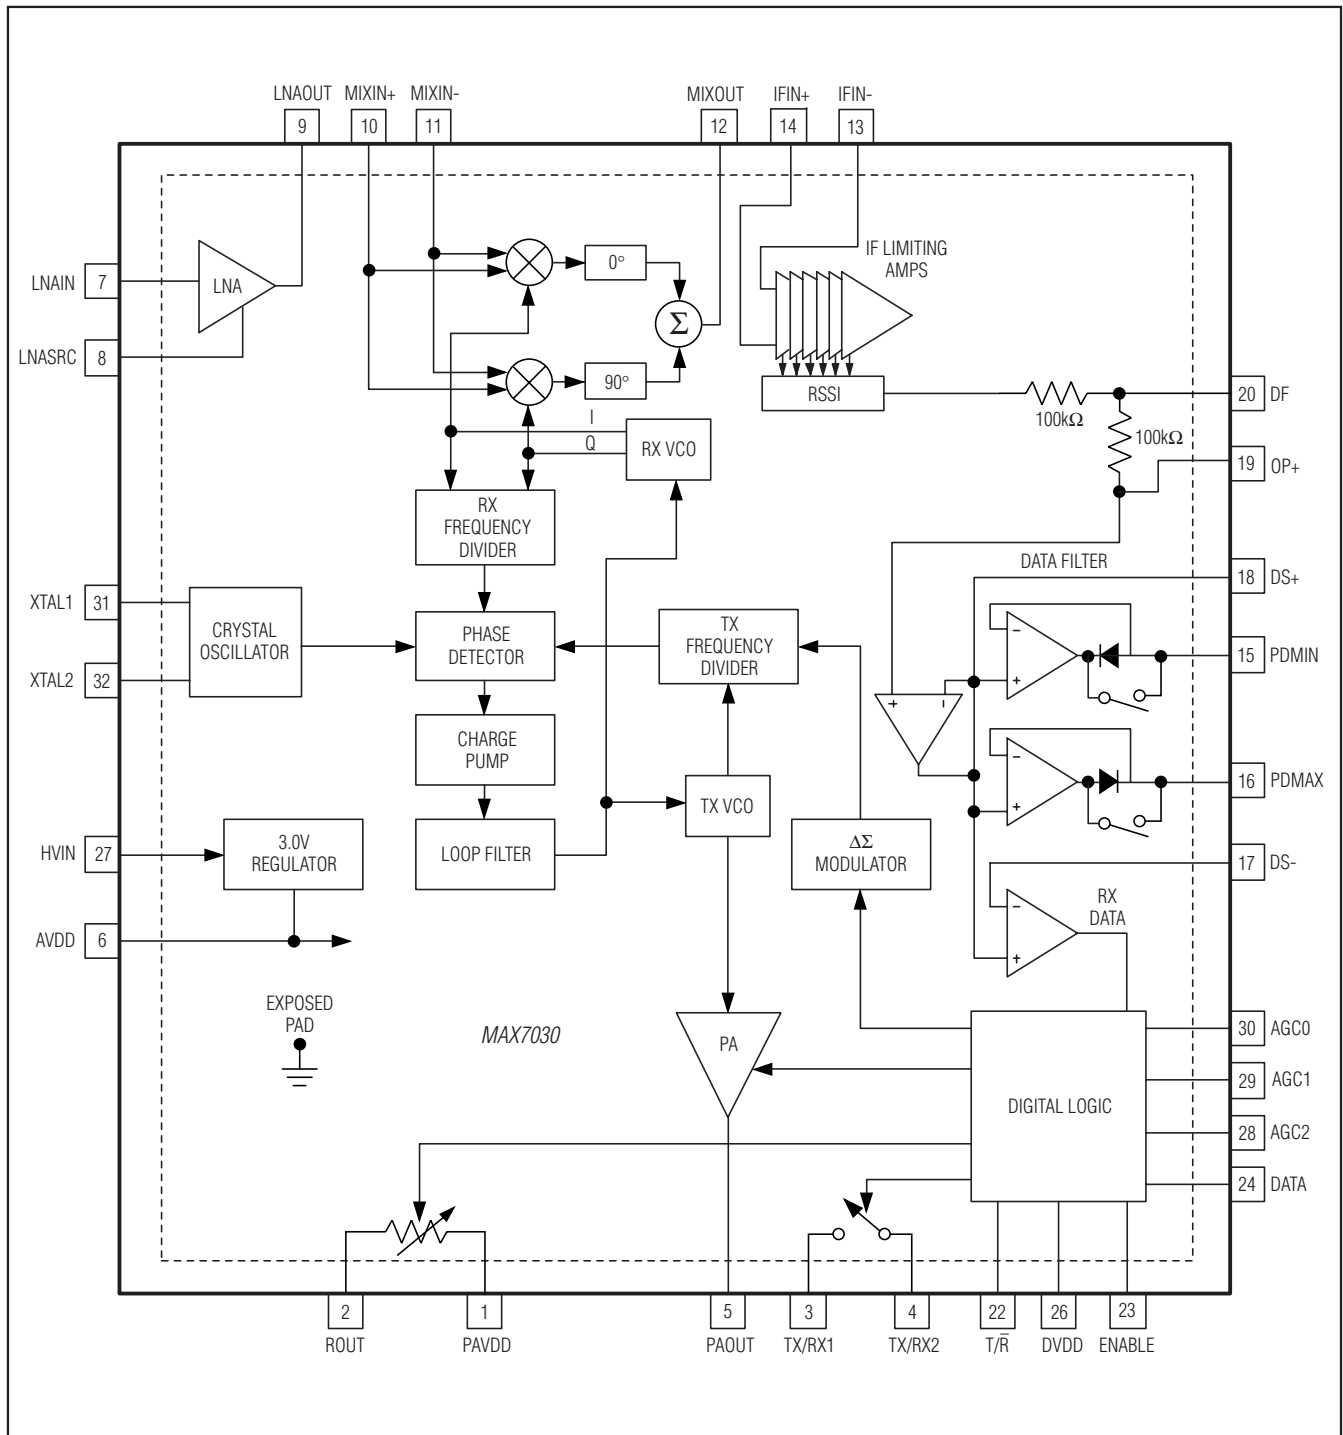 LNAOUT MIXIN+ MIXIN- MIXOUT IFIN+ IFIN-
9 10 11 12 14 13
LNAIN 7
LNA
LNASRC 8
0°
Σ
90°
I
Q
RX VCO
IF LIMITING
AMPS
RSSI
100kΩ
100kΩ
20 DF
19 OP+
RX
FREQUENCY
DIVIDER
DATA FILTER
18 DS+
XTAL1 31
XTAL2 32
CRYSTAL
OSCILLATOR
PHASE
DETECTOR
TX
FREQUENCY
DIVIDER
−
+
15 PDMIN
+ −
CHARGE
PUMP
TX VCO
−
+
16 PDMAX
HVIN 27
3.0V
REGULATOR
LOOP FILTER
ΔΣ
MODULATOR
17 DS-
AVDD 6
−
+
RX
DATA
EXPOSED
PAD
MAX7030
PA
DIGITAL LOGIC
30 AGC0
29 AGC1
28 AGC2
24 DATA
2 1 5 3 4 22 26 23
ROUT PAVDD PAOUT TX/RX1 TX/RX2 T/R̅ DVDD ENABLE